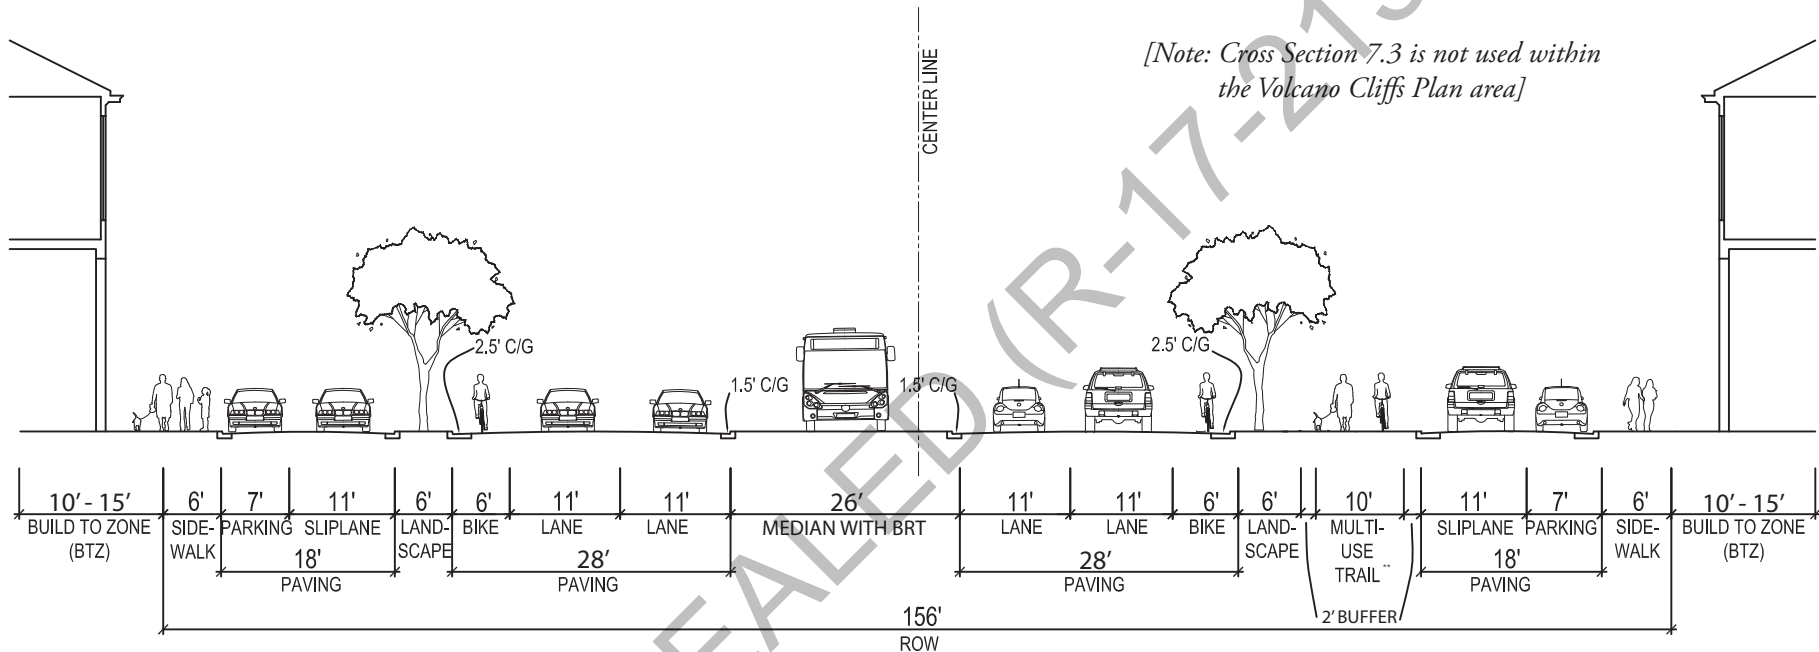 [Note: Cross Section 7.3 is not used within
the Volcano Cliffs Plan area]
CENTER LINE
2.5' C/G
2.5' C/G
1.5' C/G
1.5' C/G
10' - 15'
6'
7'
11'
6'
6'
11'
11'
26'
11'
11'
6'
6'
10'
11'
7'
6'
10' - 15'
BUILD TO ZONE
(BTZ)
SIDE-
WALK
PARKING
SLIPLANE
LAND-
SCAPE
BIKE
LANE
LANE
MEDIAN WITH BRT
LANE
LANE
BIKE
LAND-
SCAPE
MULTI-
USE
TRAIL **
SLIPLANE
PARKING
SIDE-
WALK
BUILD TO ZONE
(BTZ)
18'
PAVING
28'
PAVING
28'
PAVING
18'
PAVING
2' BUFFER
156'
ROW